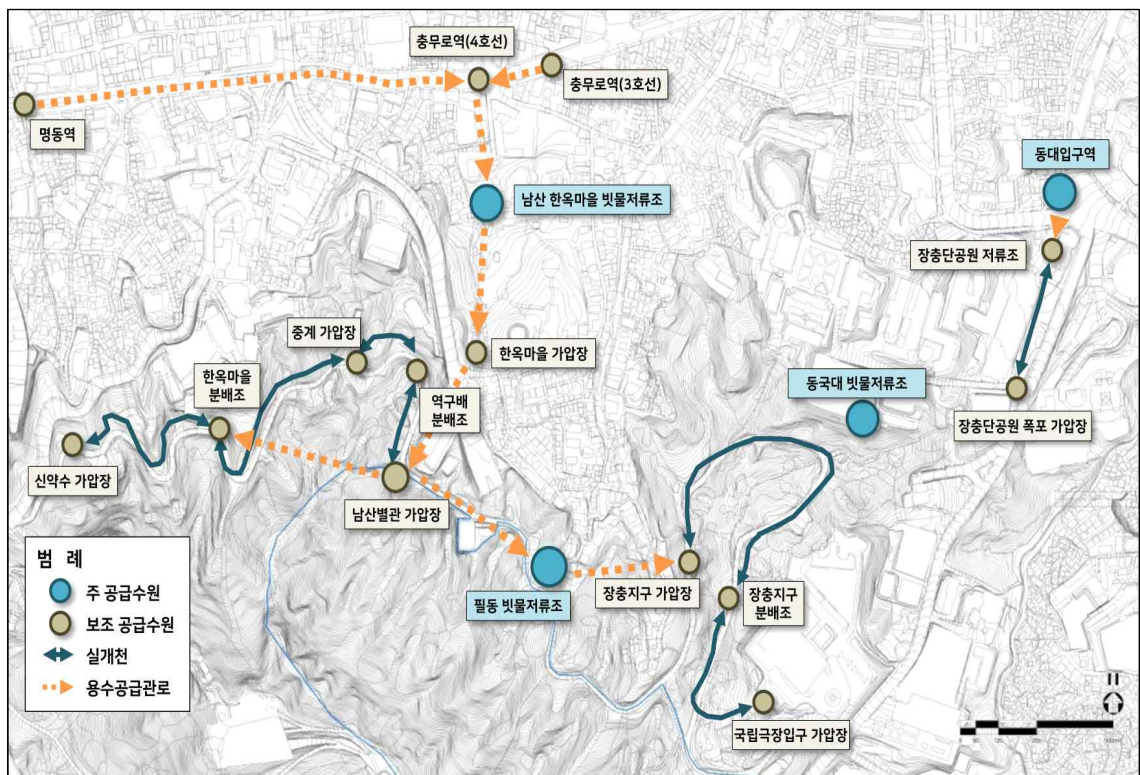 충무로역(4호선)
충무로역(3호선)
명동역
동대입구역
남산 한옥마을 빗물저류조
장충단공원 저류조
중계 가압장
한옥마을 가압장
한옥마을
분배조
역구배
분배조
동국대 빗물저류조
장충단공원 폭포 가압장
신약수 가압장
남산별관 가압장
필동 빗물저류조
장충지구 가압장
장충지구
분배조
국립극장입구 가압장
범 례
주 공급수원
보조 공급수원
실개천
용수공급관로